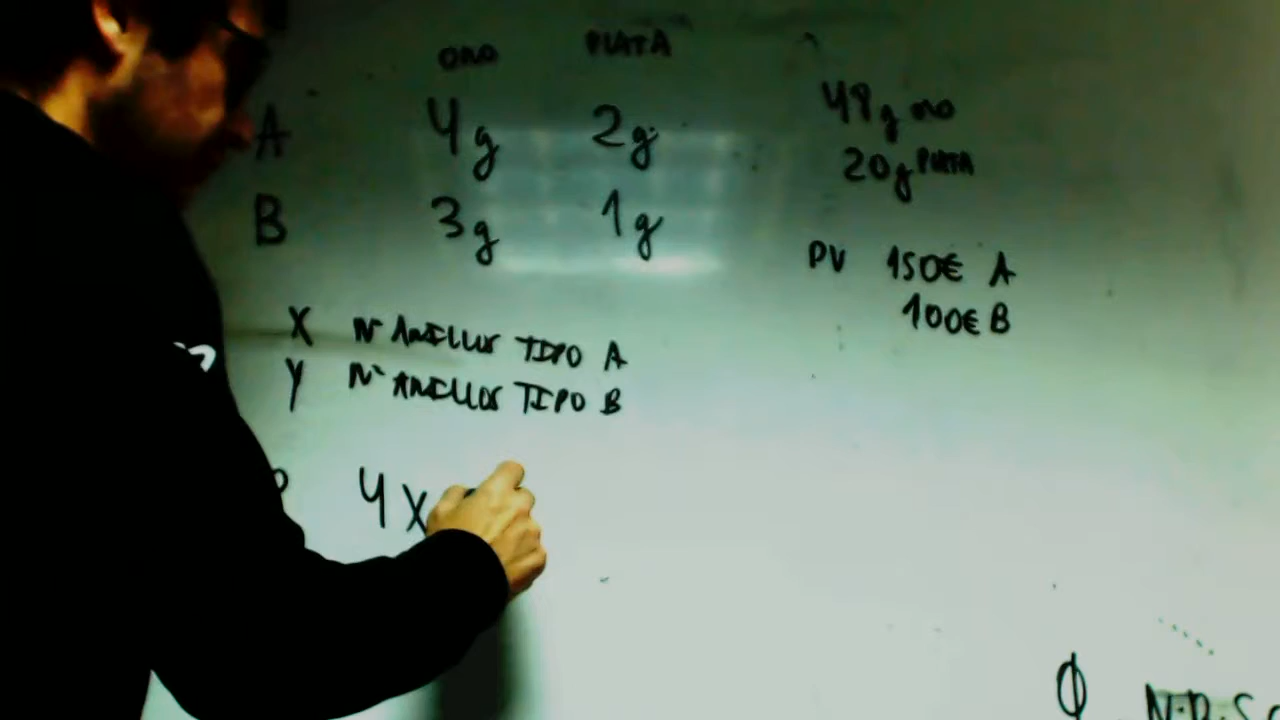 ORO PLATA
A 4g 2g
B 3g 1g
48g ORO
20g PLATA
PV 150€ A
100€ B
X Nº ANILLOS TIPO A
Y Nº ANILLOS TIPO B
4X